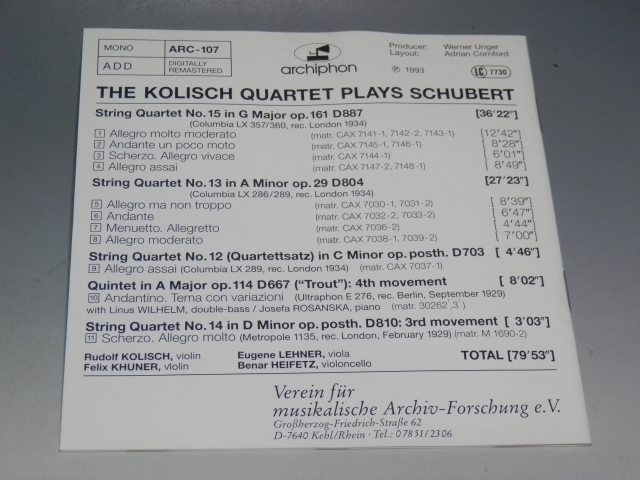 MONO ARC-107
ADD DIGITALLY REMASTERED
archiphon
Producer: Werner Unger
Layout: Adrian Cornford
℗ 1993 LC 7730
THE KOLISCH QUARTET PLAYS SCHUBERT
String Quartet No. 15 in G Major op. 161 D887 [36'22"]
(Columbia LX 357/360, rec. London 1934)
1 Allegro molto moderato (matr. CAX 7141-1, 7142-2, 7143-1) [12'42"]
2 Andante un poco moto (matr. CAX 7145-1, 7146-1) [ 8'28"]
3 Scherzo. Allegro vivace (matr. CAX 7144-1) [ 6'01"]
4 Allegro assai (matr. CAX 7147-2, 7148-1) [ 8'49"]
String Quartet No. 13 in A Minor op. 29 D804 [27'23"]
(Columbia LX 286/289, rec. London 1934)
5 Allegro ma non troppo (matr. CAX 7030-1, 7031-2) [ 8'39"]
6 Andante (matr. CAX 7032-2, 7033-2) [ 6'47"]
7 Menuetto. Allegretto (matr. CAX 7036-2) [ 4'44"]
8 Allegro moderato (matr. CAX 7038-1, 7039-2) [ 7'00"]
String Quartet No. 12 (Quartettsatz) in C Minor op. posth. D703 [ 4'46"]
9 Allegro assai (Columbia LX 289, rec. London 1934) (matr. CAX 7037-1)
Quintet in A Major op. 114 D667 ("Trout"): 4th movement [ 8'02"]
10 Andantino. Tema con variazioni (Ultraphon E 276, rec. Berlin, September 1929)
with Linus WILHELM, double-bass / Josefa ROSANSKA, piano (matr. 30262, 3)
String Quartet No. 14 in D Minor op. posth. D810: 3rd movement [ 3'03"]
11 Scherzo. Allegro molto (Metropole 1135, rec. London, February 1929) (matr. M 1690-2)
Rudolf KOLISCH, violin Eugene LEHNER, viola TOTAL [79'53"]
Felix KHUNER, violin Benar HEIFETZ, violoncello
Verein für
musikalische Archiv-Forschung e.V.
Großherzog-Friedrich-Straße 62
D-7640 Kehl/Rhein · Tel.: 0 78 51/23 06